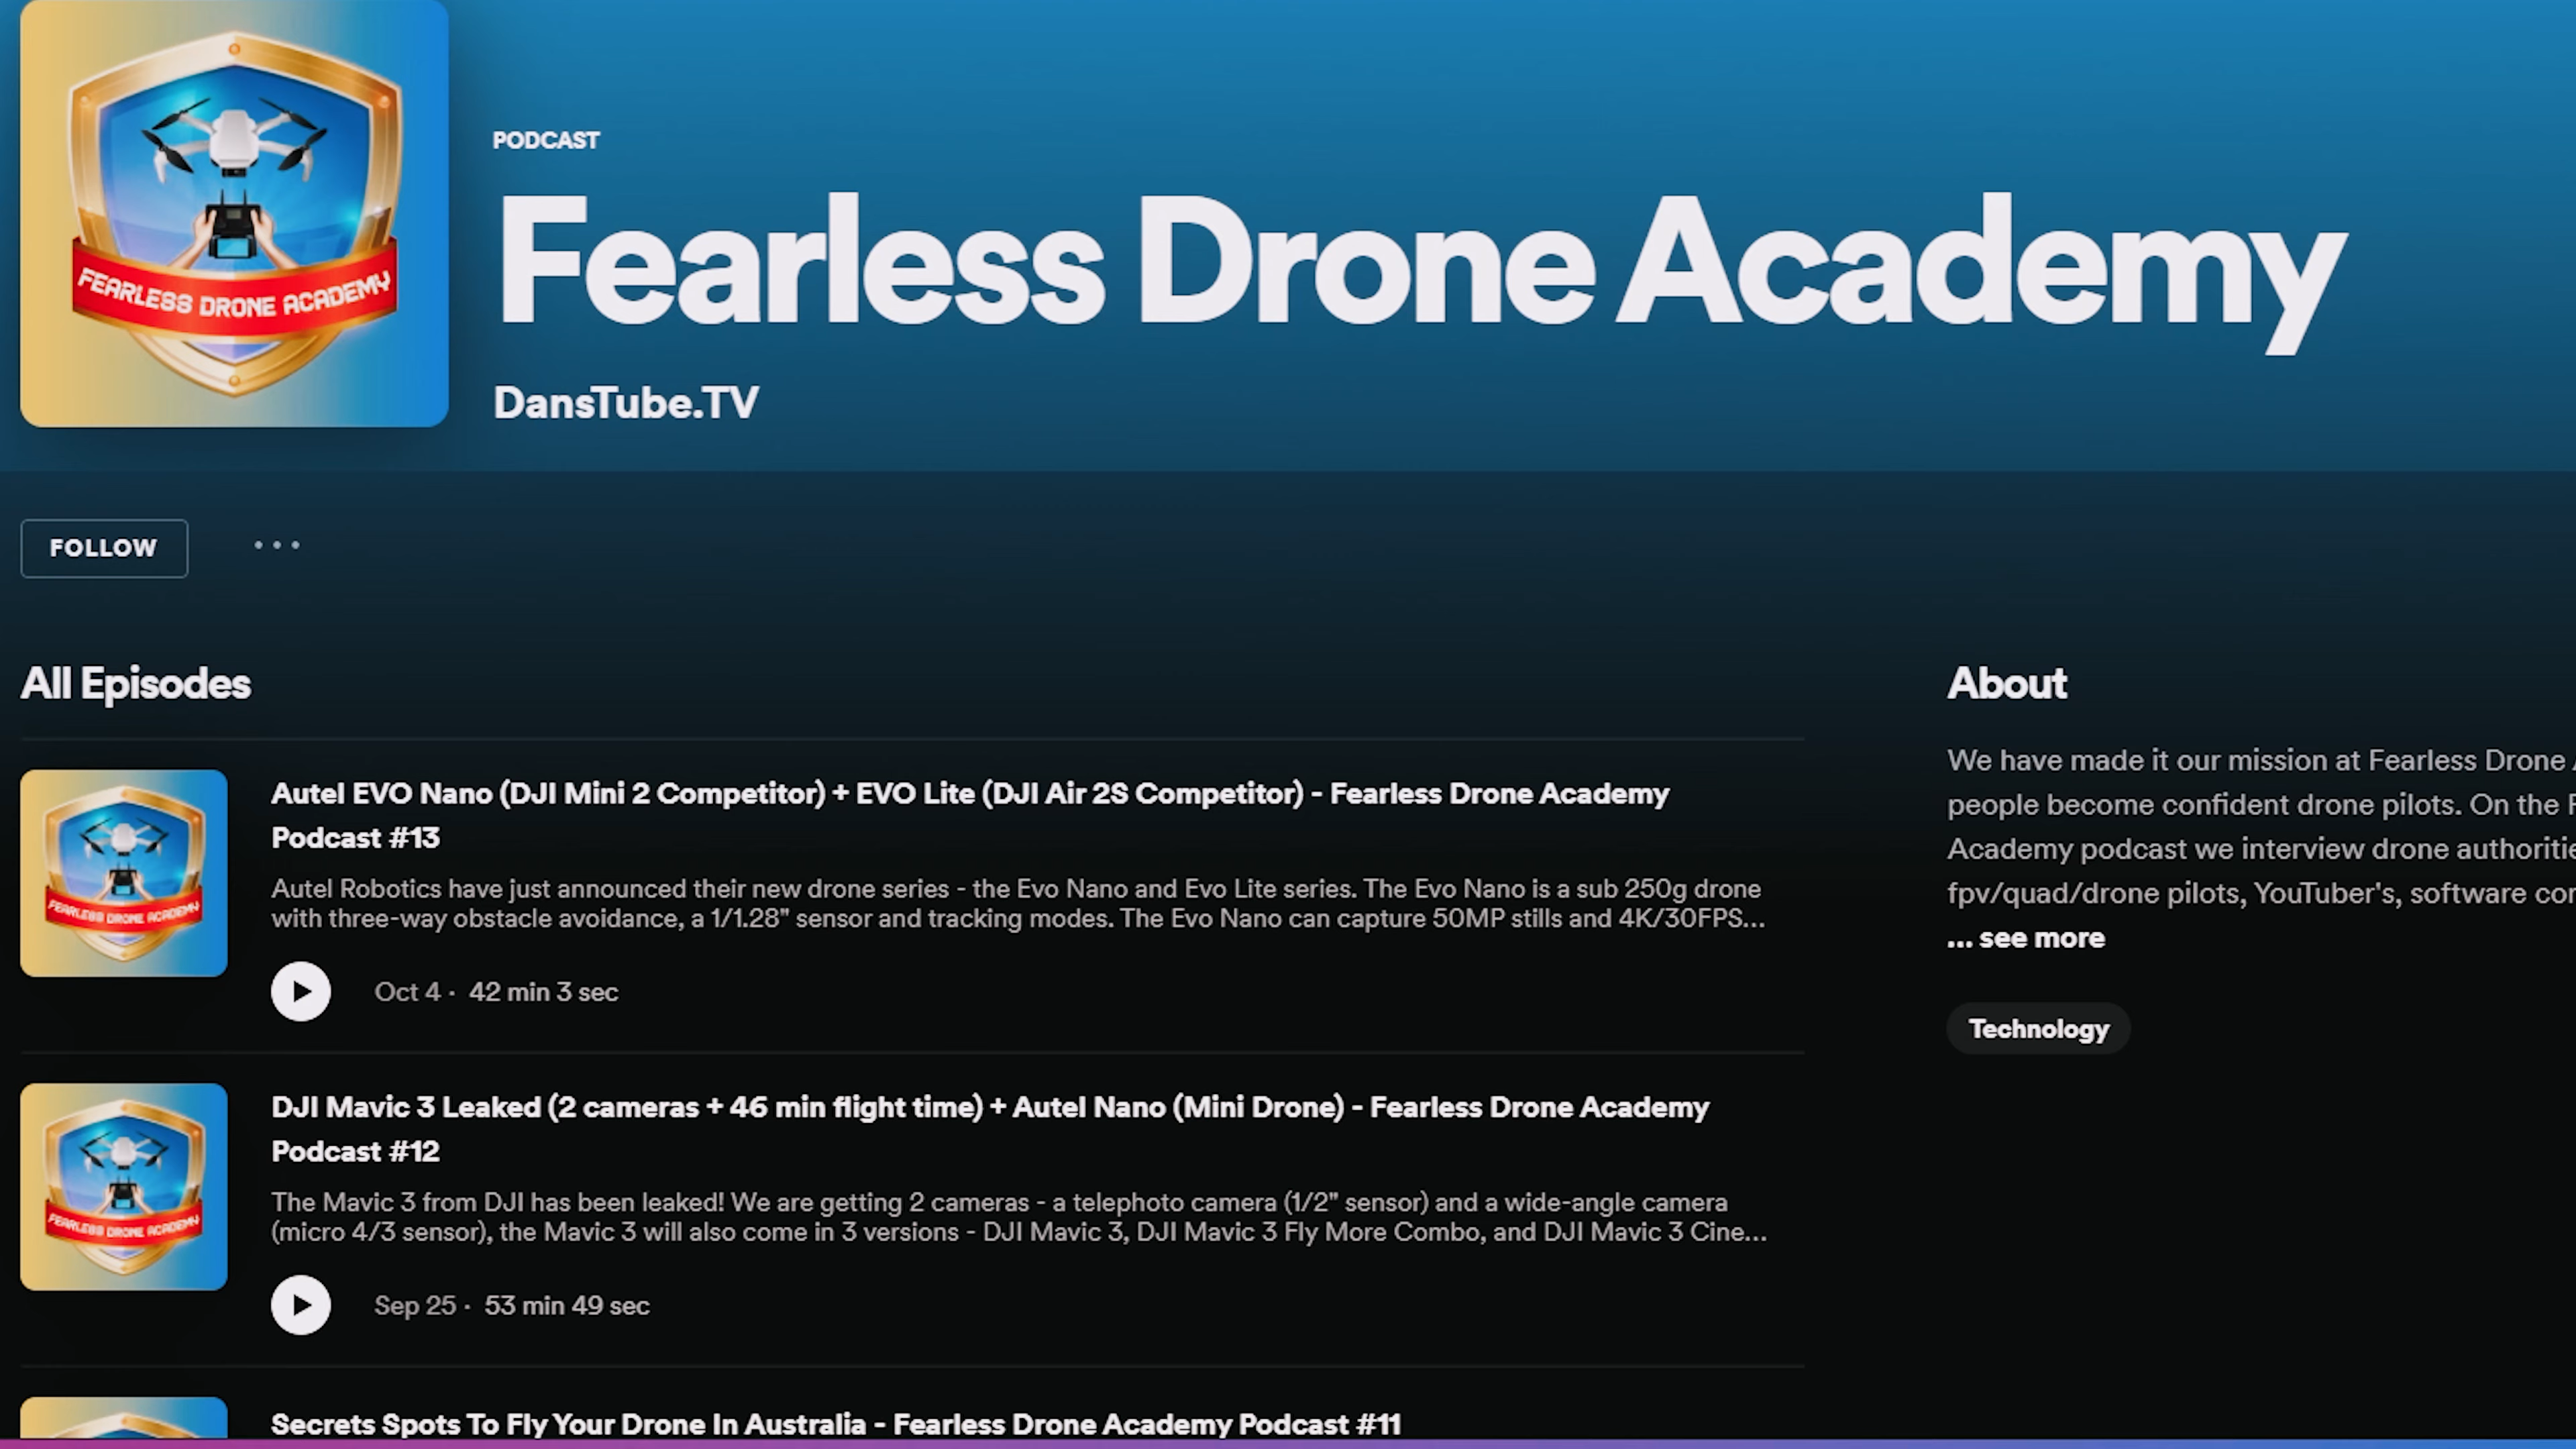 FEARLESS DRONE ACADEMY
PODCAST
Fearless Drone Academy
DansTube.TV
FOLLOW
All Episodes
FEARLESS DRONE ACADEMY
Autel EVO Nano (DJI Mini 2 Competitor) + EVO Lite (DJI Air 2S Competitor) - Fearless Drone Academy
Podcast #13
Autel Robotics have just announced their new drone series - the Evo Nano and Evo Lite series. The Evo Nano is a sub 250g drone
with three-way obstacle avoidance, a 1/1.28" sensor and tracking modes. The Evo Nano can capture 50MP stills and 4K/30FPS...
Oct 4 · 42 min 3 sec
FEARLESS DRONE ACADEMY
DJI Mavic 3 Leaked (2 cameras + 46 min flight time) + Autel Nano (Mini Drone) - Fearless Drone Academy
Podcast #12
The Mavic 3 from DJI has been leaked! We are getting 2 cameras - a telephoto camera (1/2" sensor) and a wide-angle camera
(micro 4/3 sensor), the Mavic 3 will also come in 3 versions - DJI Mavic 3, DJI Mavic 3 Fly More Combo, and DJI Mavic 3 Cine...
Sep 25 · 53 min 49 sec
Secrets Spots To Fly Your Drone In Australia - Fearless Drone Academy Podcast #11
About
We have made it our mission at Fearless Drone
people become confident drone pilots. On the
Academy podcast we interview drone
fpv/quad/drone pilots, YouTuber's, software
... see more
Technology